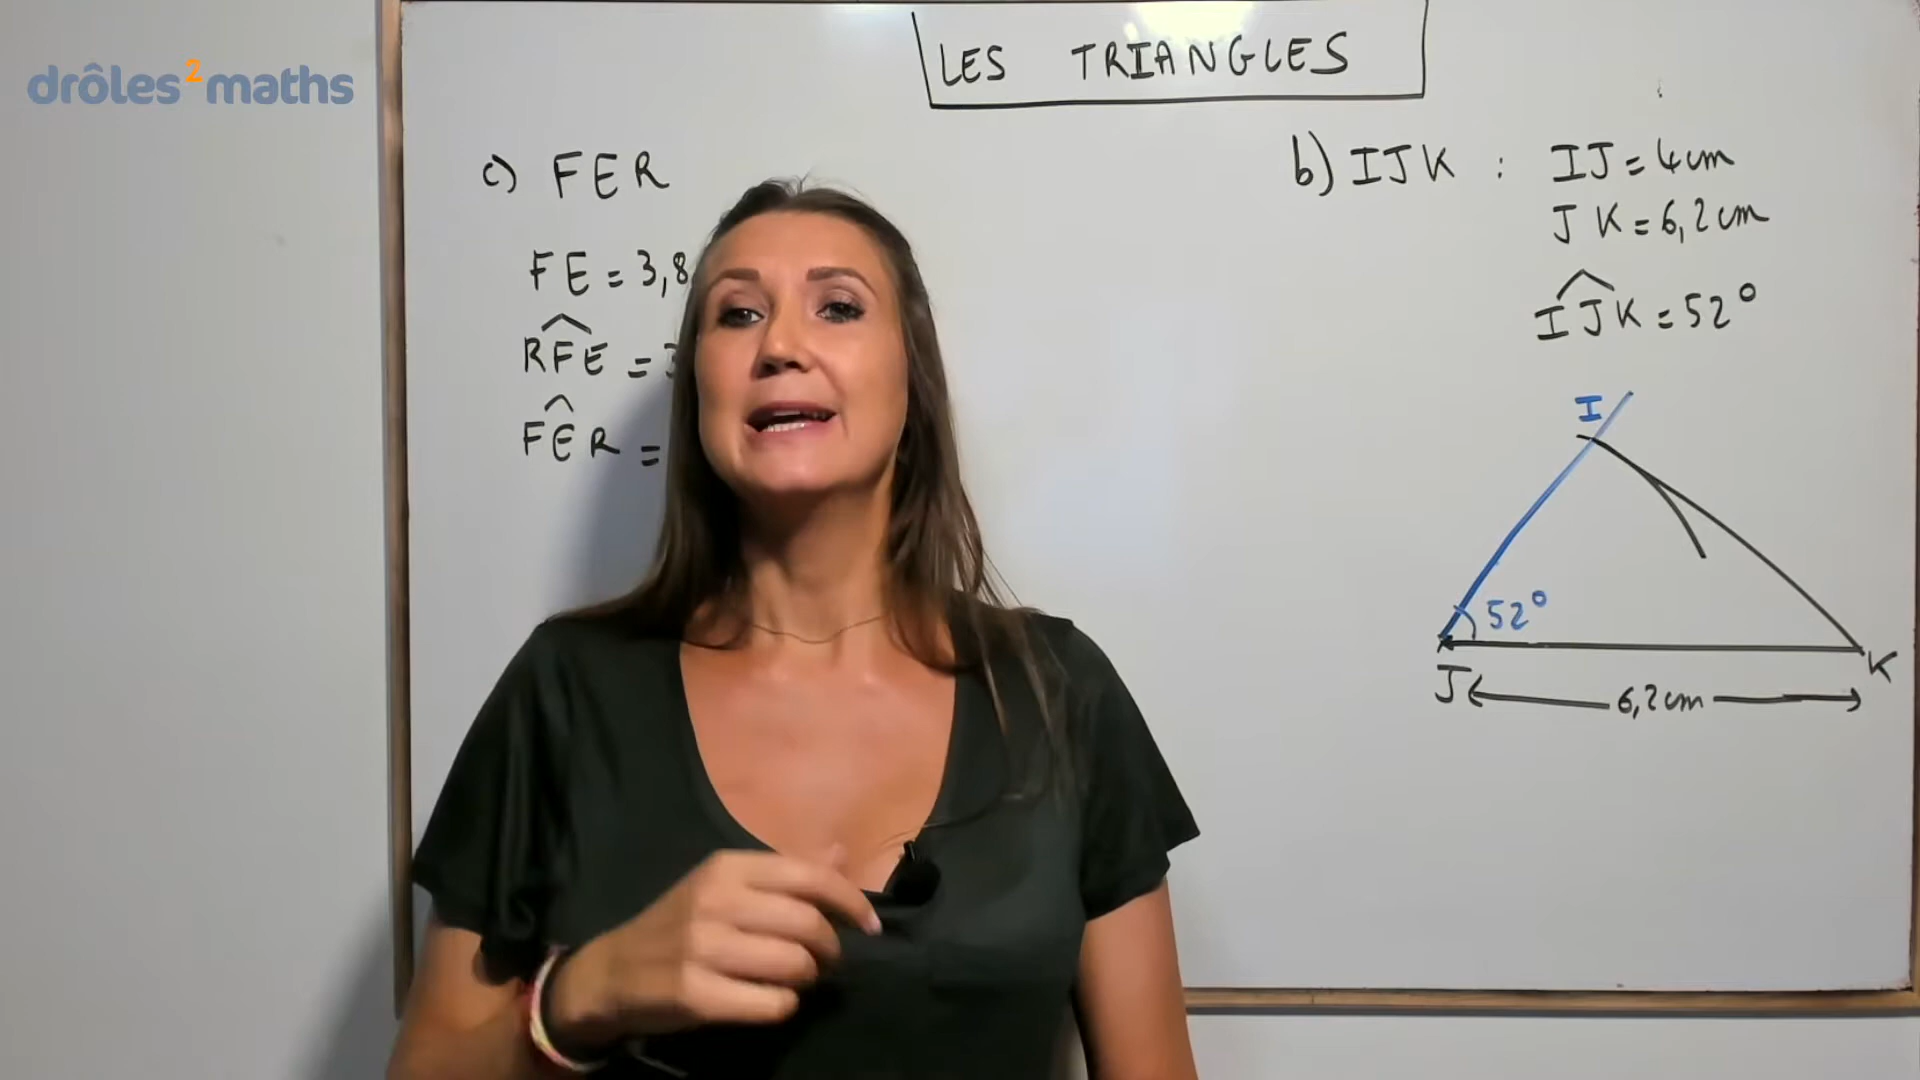 drôles²maths
LES TRIANGLES
c) FER
FE = 3,8
RFE =
FER =
b) IJK : IJ = 4cm
JK = 6,2cm
IJK = 52°
I
52°
J
K
6,2cm